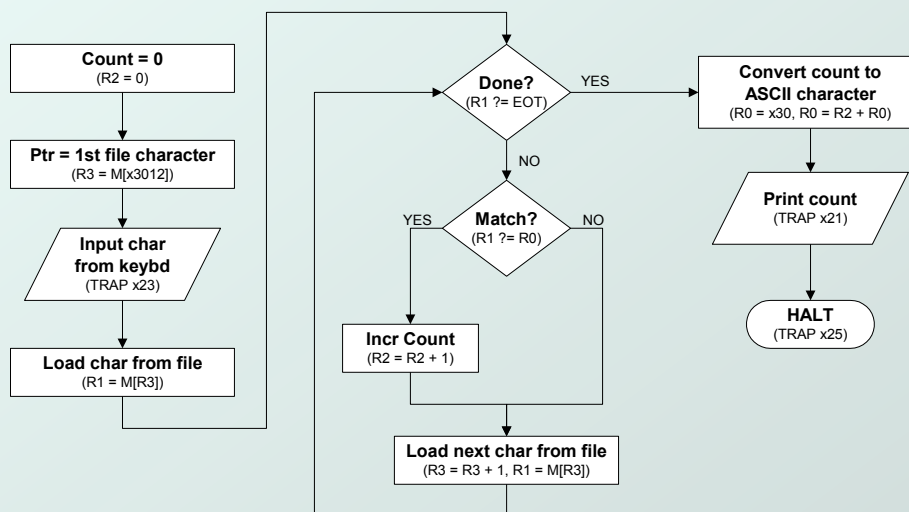 Count = 0
(R2 = 0)
Ptr = 1st file character
(R3 = M[x3012])
Input char
from keybd
(TRAP x23)
Load char from file
(R1 = M[R3])
Done?
(R1 ?= EOT)
YES
NO
Match?
(R1 ?= R0)
YES
NO
Incr Count
(R2 = R2 + 1)
Load next char from file
(R3 = R3 + 1, R1 = M[R3])
Convert count to
ASCII character
(R0 = x30, R0 = R2 + R0)
Print count
(TRAP x21)
HALT
(TRAP x25)